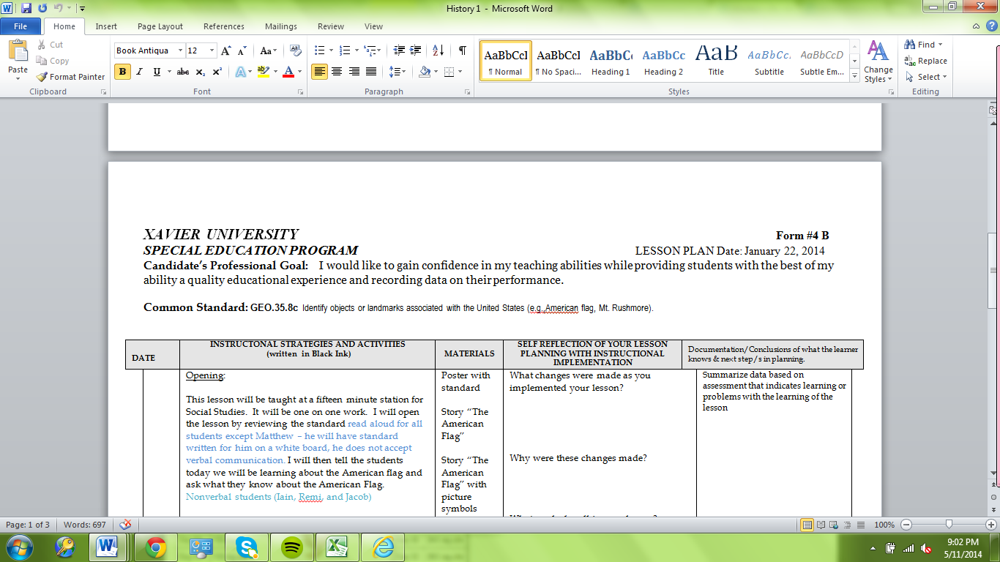 History 1 - Microsoft Word
File Home Insert Page Layout References Mailings Review View
Paste
Cut
Copy
Format Painter
Clipboard
Book Antiqua 12
Font
Paragraph
AaBbCcI AaBbCcI AaBbCc AaBbCc AaB AaBbCc. AaBbCcD
¶ Normal ¶ No Spaci... Heading 1 Heading 2 Title Subtitle Subtle Em...
Change Styles
Styles
Find
Replace
Select
Editing
XAVIER UNIVERSITY Form #4 B
SPECIAL EDUCATION PROGRAM LESSON PLAN Date: January 22, 2014
Candidate's Professional Goal: I would like to gain confidence in my teaching abilities while providing students with the best of my
ability a quality educational experience and recording data on their performance.
Common Standard: GEO.35.8c Identify objects or landmarks associated with the United States (e.g.,American flag, Mt. Rushmore).
DATE
INSTRUCTONAL STRATEGIES AND ACTIVITIES
(written in Black Ink)
MATERIALS
SELF REFLECTION OF YOUR LESSON
PLANNING WITH INSTRUCTIONAL
IMPLEMENTATION
Documentation/Conclusions of what the learner
knows & next step/s in planning.
Opening:
This lesson will be taught at a fifteen minute station for
Social Studies. It will be one on one work. I will open
the lesson by reviewing the standard read aloud for all
students except Matthew – he will have standard
written for him on a white board, he does not accept
verbal communication. I will then tell the students
today we will be learning about the American flag and
ask what they know about the American Flag.
Nonverbal students (Iain, Remi, and Jacob)
Poster with
standard
Story "The
American
Flag"
Story "The
American
Flag" with
picture
symbols
What changes were made as you
implemented your lesson?
Why were these changes made?
Summarize data based on
assessment that indicates learning or
problems with the learning of the
lesson
Page: 1 of 3 Words: 697 100%
9:02 PM
5/11/2014